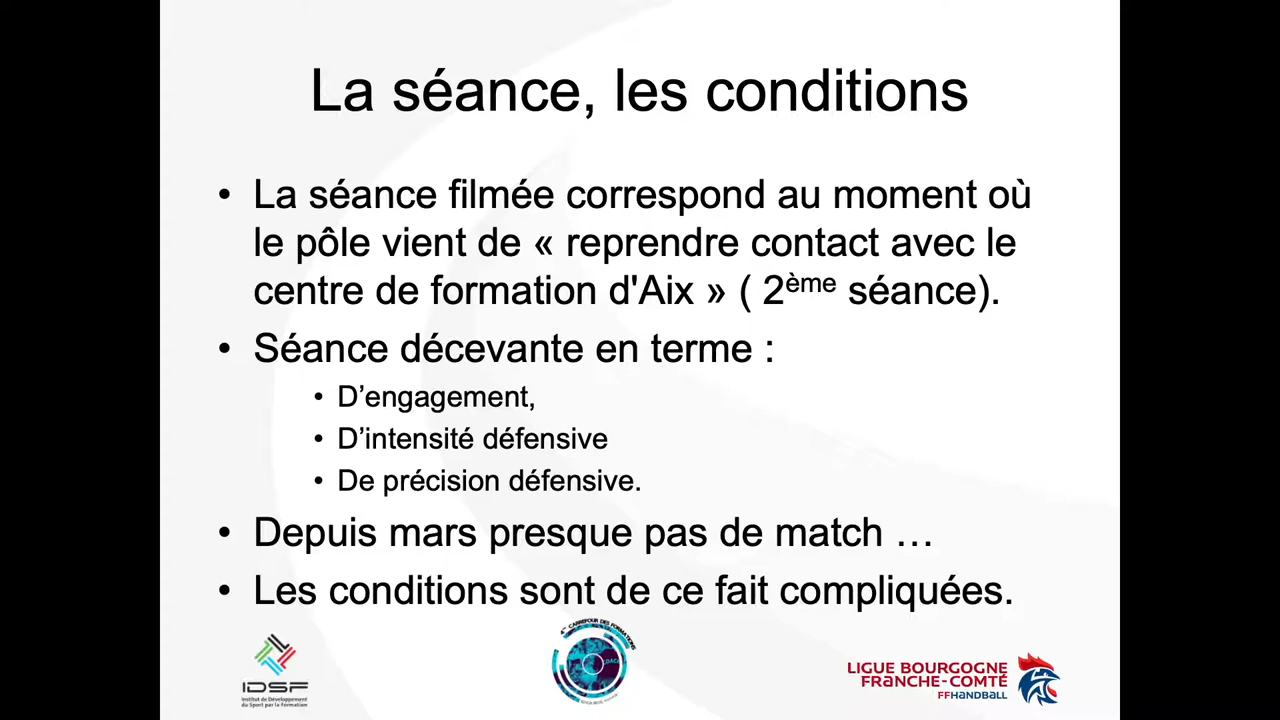 La séance, les conditions
• La séance filmée correspond au moment où
le pôle vient de « reprendre contact avec le
centre de formation d'Aix » ( 2ème séance).
• Séance décevante en terme :
• D’engagement,
• D’intensité défensive
• De précision défensive.
• Depuis mars presque pas de match …
• Les conditions sont de ce fait compliquées.
CARREFOUR DES FORMATIONS
IDSF
Institut de Développement
du Sport par la Formation
LIGUE BOURGOGNE
FRANCHE-COMTÉ
FFHANDBALL